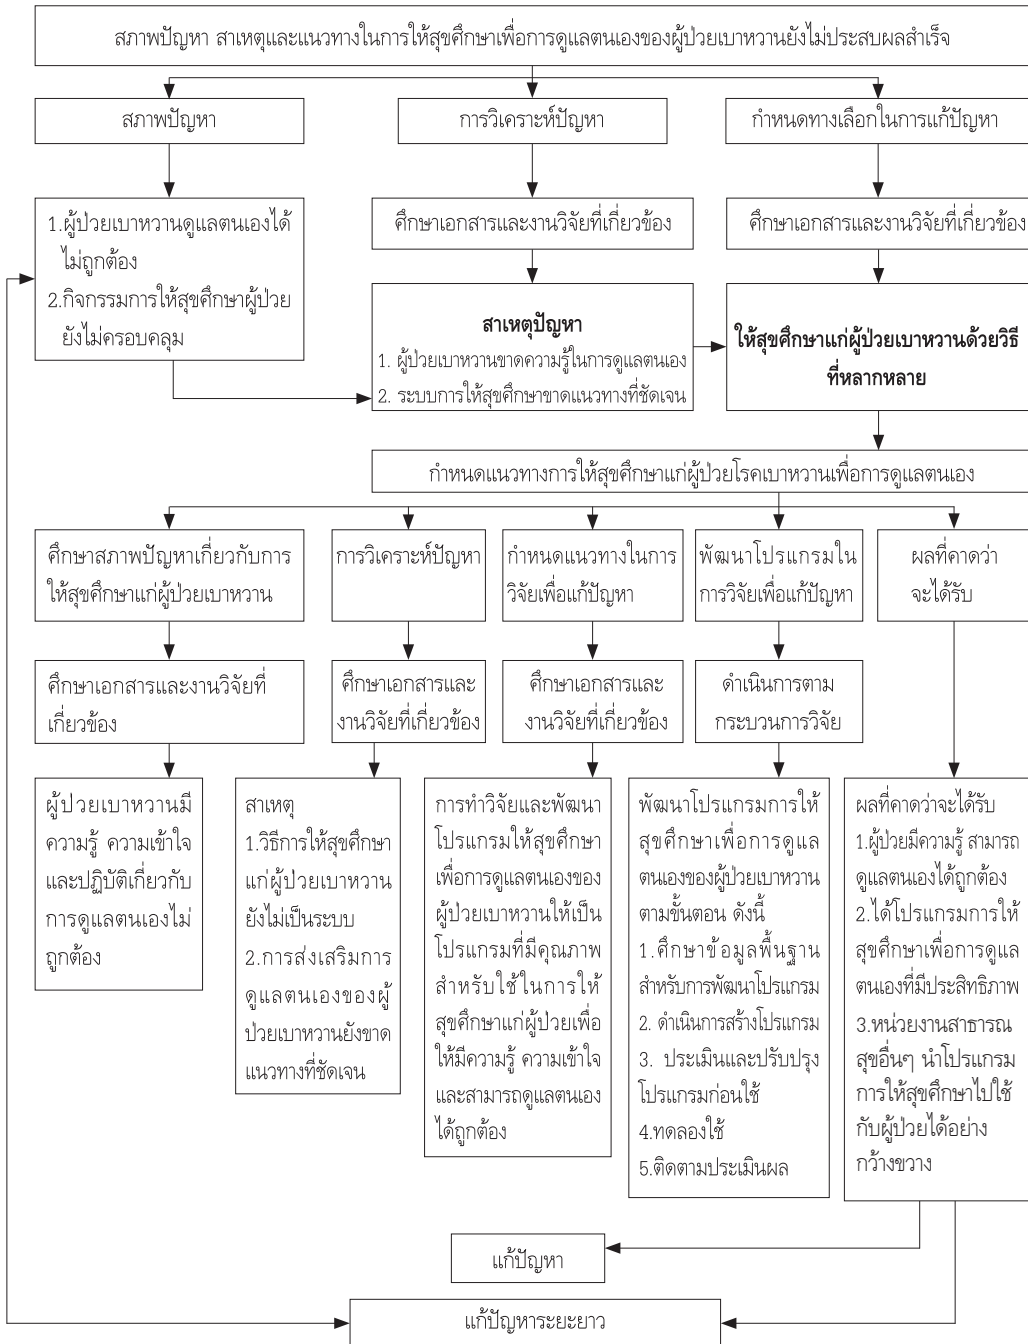 สภาพปัญหา สาเหตุและแนวทางในการให้สุขศึกษาเพื่อการดูแลตนเองของผู้ป่วยเบาหวานยังไม่ประสบผลสำเร็จ
สภาพปัญหา
การวิเคราะห์ปัญหา
กำหนดทางเลือกในการแก้ปัญหา
1.ผู้ป่วยเบาหวานดูแลตนเองได้
ไม่ถูกต้อง
2.กิจกรรมการให้สุขศึกษาผู้ป่วย
ยังไม่ครอบคลุม
ศึกษาเอกสารและงานวิจัยที่เกี่ยวข้อง
ศึกษาเอกสารและงานวิจัยที่เกี่ยวข้อง
สาเหตุปัญหา
1. ผู้ป่วยเบาหวานขาดความรู้ในการดูแลตนเอง
2. ระบบการให้สุขศึกษาขาดแนวทางที่ชัดเจน
ให้สุขศึกษาแก่ผู้ป่วยเบาหวานด้วยวิธี
ที่หลากหลาย
กำหนดแนวทางการให้สุขศึกษาแก่ผู้ป่วยโรคเบาหวานเพื่อการดูแลตนเอง
ศึกษาสภาพปัญหาเกี่ยวกับการ
ให้สุขศึกษาแก่ผู้ป่วยเบาหวาน
การวิเคราะห์ปัญหา
กำหนดแนวทางในการ
วิจัยเพื่อแก้ปัญหา
พัฒนาโปรแกรมใน
การวิจัยเพื่อแก้ปัญหา
ผลที่คาดว่า
จะได้รับ
ศึกษาเอกสารและงานวิจัยที่
เกี่ยวข้อง
ศึกษาเอกสารและ
งานวิจัยที่เกี่ยวข้อง
ศึกษาเอกสารและ
งานวิจัยที่เกี่ยวข้อง
ดำเนินการตาม
กระบวนการวิจัย
ผู้ป่วยเบาหวานมี
ความรู้ ความเข้าใจ
และปฏิบัติเกี่ยวกับ
การดูแลตนเองไม่
ถูกต้อง
สาเหตุ
1.วิธีการให้สุขศึกษา
แก่ผู้ป่วยเบาหวาน
ยังไม่เป็นระบบ
2.การส่งเสริมการ
ดูแลตนเองของผู้
ป่วยเบาหวานยังขาด
แนวทางที่ชัดเจน
การทำวิจัยและพัฒนา
โปรแกรมให้สุขศึกษา
เพื่อการดูแลตนเองของ
ผู้ป่วยเบาหวานให้เป็น
โปรแกรมที่มีคุณภาพ
สำหรับใช้ในการให้
สุขศึกษาแก่ผู้ป่วยเพื่อ
ให้มีความรู้ ความเข้าใจ
และสามารถดูแลตนเอง
ได้ถูกต้อง
พัฒนาโปรแกรมการให้
สุขศึกษาเพื่อการดูแล
ตนเองของผู้ป่วยเบาหวาน
ตามขั้นตอน ดังนี้
1.ศึกษาข้อมูลพื้นฐาน
สำหรับการพัฒนาโปรแกรม
2. ดำเนินการสร้างโปรแกรม
3. ประเมินและปรับปรุง
โปรแกรมก่อนใช้
4.ทดลองใช้
5.ติดตามประเมินผล
ผลที่คาดว่าจะได้รับ
1.ผู้ป่วยมีความรู้ สามารถ
ดูแลตนเองได้ถูกต้อง
2.ได้โปรแกรมการให้
สุขศึกษาเพื่อการดูแล
ตนเองที่มีประสิทธิภาพ
3.หน่วยงานสาธารณ
สุขอื่นๆ นำโปรแกรม
การให้สุขศึกษาไปใช้
กับผู้ป่วยได้อย่าง
กว้างขวาง
แก้ปัญหา
แก้ปัญหาระยะยาว